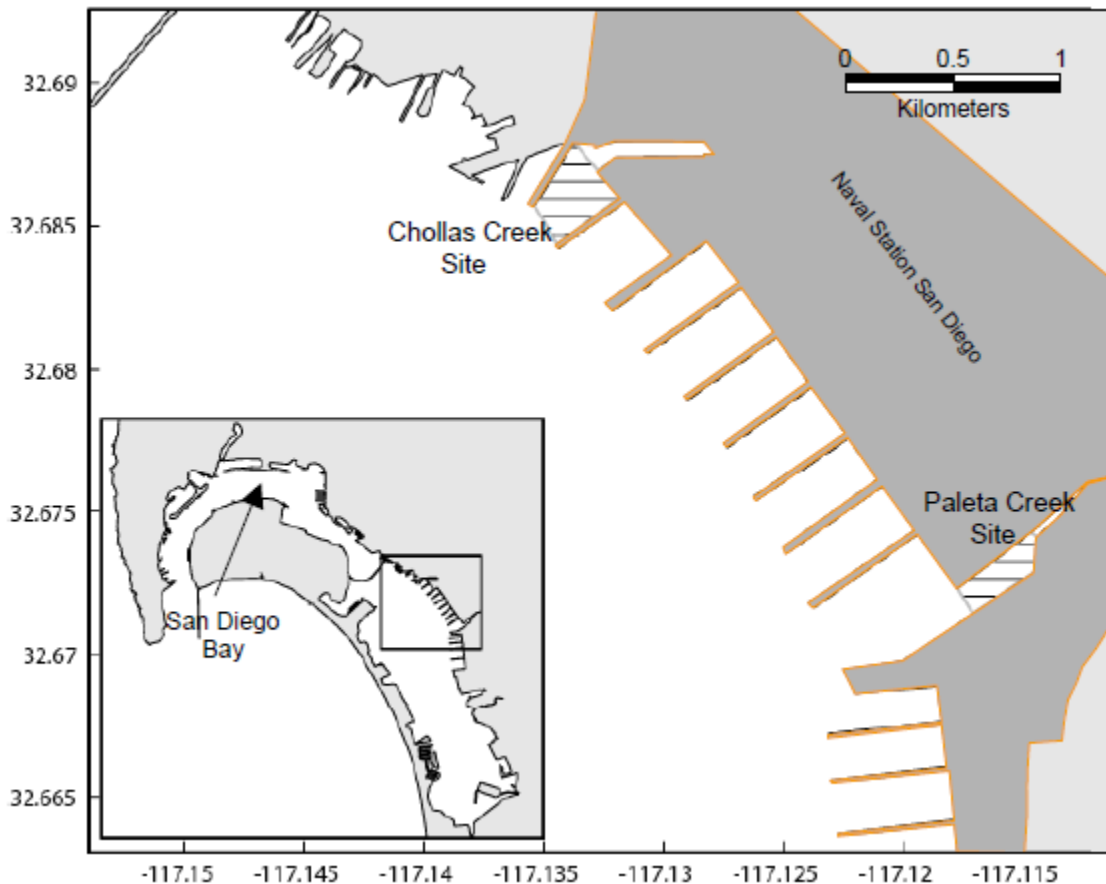 0 0.5 1
Kilometers
32.69
32.685
32.68
32.675
32.67
32.665
Chollas Creek
Site
Naval Station San Diego
Paleta Creek
Site
San Diego
Bay
-117.15 -117.145 -117.14 -117.135 -117.13 -117.125 -117.12 -117.115